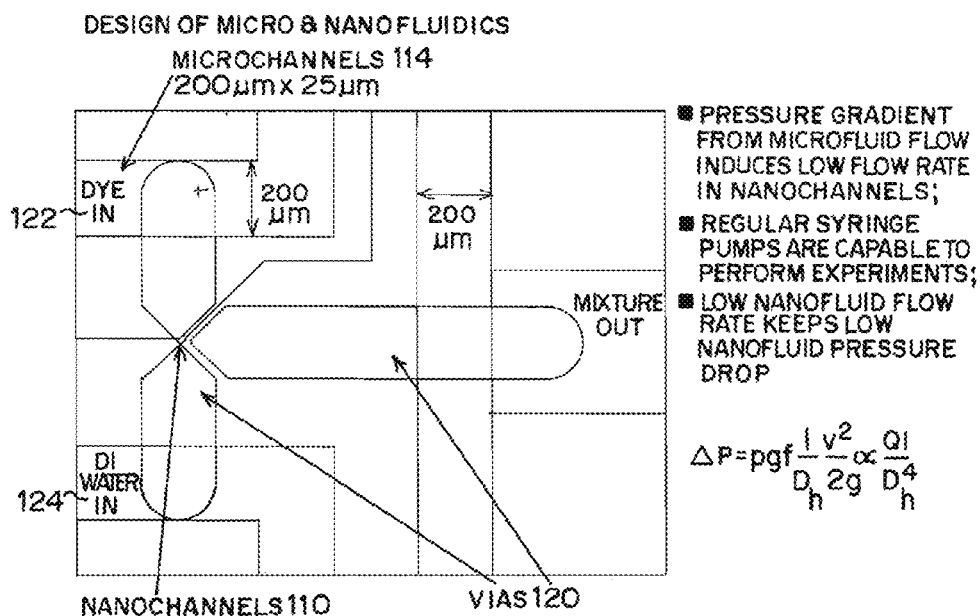 DESIGN OF MICRO & NANOFLUIDICS
MICROCHANNELS 114
200µm x 25µm
DYE
IN
122
200
µm
200
µm
MIXTURE
OUT
DI
WATER
IN
124
NANOCHANNELS 110
VIAS 120
■ PRESSURE GRADIENT
FROM MICROFLUID FLOW
INDUCES LOW FLOW RATE
IN NANOCHANNELS;
■ REGULAR SYRINGE
PUMPS ARE CAPABLE TO
PERFORM EXPERIMENTS;
■ LOW NANOFLUID FLOW
RATE KEEPS LOW
NANOFLUID PRESSURE
DROP
△P=pgf l/D_h v²/2g ∝ Ql/D_h⁴